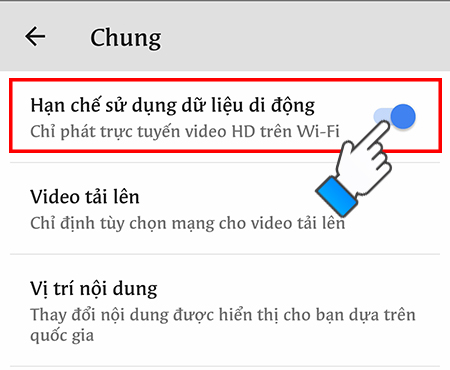 Chung
Hạn chế sử dụng dữ liệu di động
Chỉ phát trực tuyến video HD trên Wi-Fi
Video tải lên
Chỉ định tùy chọn mạng cho video tải lên
Vị trí nội dung
Thay đổi nội dung được hiển thị cho bạn dựa trên
quốc gia